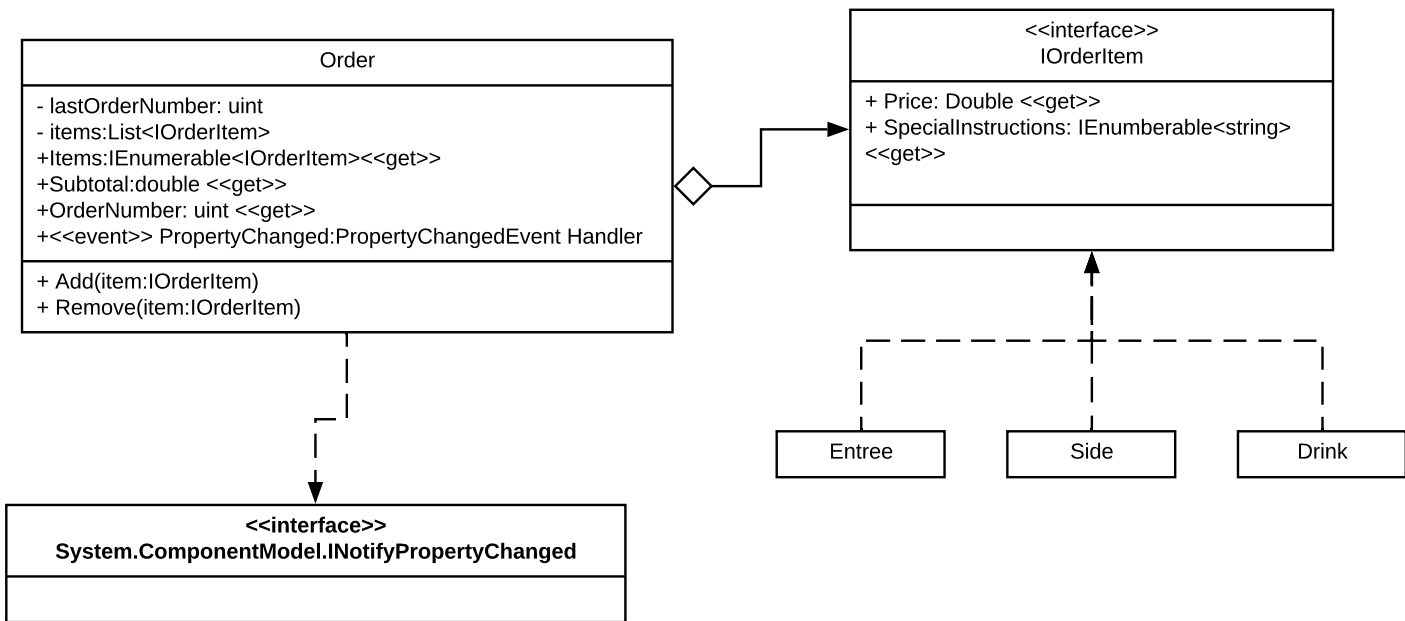 Order
- lastOrderNumber: uint
- items:List<IOrderItem>
+Items:IEnumerable<IOrderItem><<get>>
+Subtotal:double <<get>>
+OrderNumber: uint <<get>>
+<<event>> PropertyChanged:PropertyChangedEvent Handler
+ Add(item:IOrderItem)
+ Remove(item:IOrderItem)
<<interface>>
IOrderItem
+ Price: Double <<get>>
+ SpecialInstructions: IEnumberable<string>
<<get>>
Entree
Side
Drink
<<interface>>
System.ComponentModel.INotifyPropertyChanged